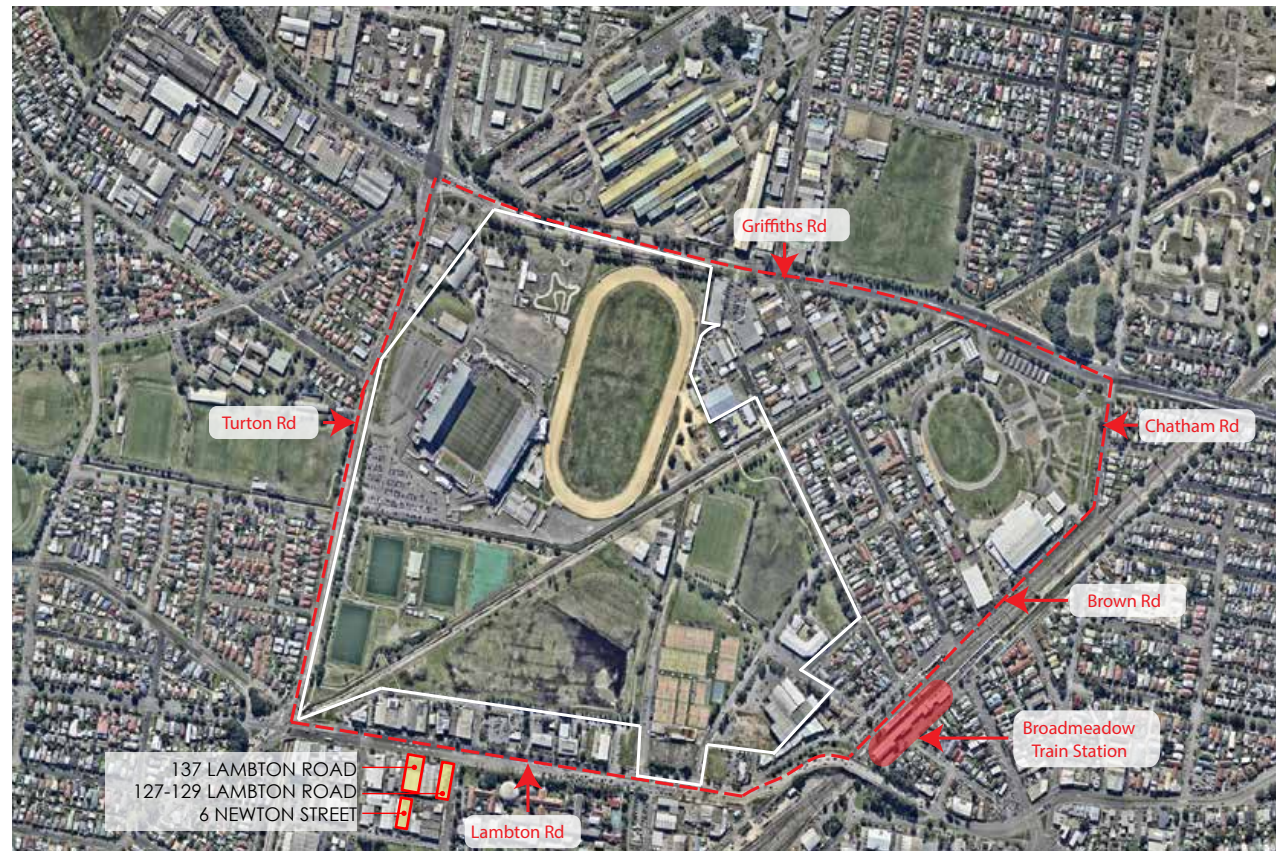 Griffiths Rd
Turton Rd
Chatham Rd
Brown Rd
Broadmeadow
Train Station
137 LAMBTON ROAD
127-129 LAMBTON ROAD
6 NEWTON STREET
Lambton Rd